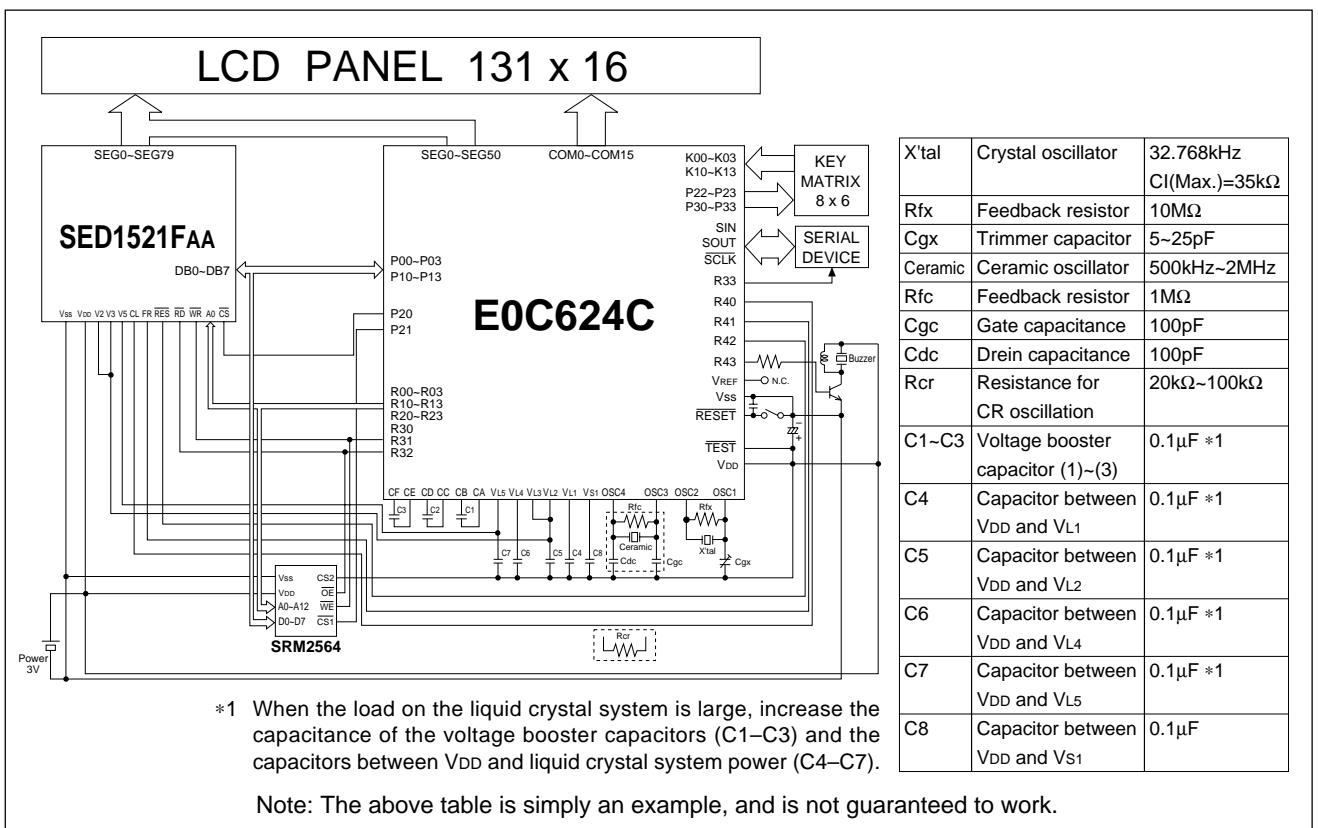 LCD PANEL 131 x 16
SEG0~SEG79
SEG0~SEG50
COM0~COM15
SED1521FAA
DB0~DB7
VSS VDD V2 V3 V5 CL FR RES RD WR A0 CS
E0C624C
P00~P03
P10~P13
P20
P21
R00~R03
R10~R13
R20~R23
R30
R31
R32
K00~K03
K10~K13
P22~P23
P30~P33
SIN
SOUT
SCLK
R33
R40
R41
R42
R43
VREF
VSS
RESET
TEST
VDD
KEY
MATRIX
8 x 6
SERIAL
DEVICE
Buzzer
N.C.
CF CE CD CC CB CA VL5 VL4 VL3 VL2 VL1 VS1 OSC4 OSC3 OSC2 OSC1
C3
C2
C1
Rfc
Rfx
Ceramic
X'tal
C7
C6
C5
C4
C8
Cdc
Cgc
Cgx
Rcr
Vss CS2
VDD OE
A0~A12 WE
D0~D7 CS1
SRM2564
Power
3V
− +
X'tal Crystal oscillator 32.768kHz
CI(Max.)=35kΩ
Rfx Feedback resistor 10MΩ
Cgx Trimmer capacitor 5~25pF
Ceramic Ceramic oscillator 500kHz~2MHz
Rfc Feedback resistor 1MΩ
Cgc Gate capacitance 100pF
Cdc Drein capacitance 100pF
Rcr Resistance for 20kΩ~100kΩ
CR oscillation
C1~C3 Voltage booster 0.1µF *1
capacitor (1)~(3)
C4 Capacitor between 0.1µF *1
VDD and VL1
C5 Capacitor between 0.1µF *1
VDD and VL2
C6 Capacitor between 0.1µF *1
VDD and VL4
C7 Capacitor between 0.1µF *1
VDD and VL5
C8 Capacitor between 0.1µF
VDD and VS1
*1 When the load on the liquid crystal system is large, increase the
capacitance of the voltage booster capacitors (C1–C3) and the
capacitors between VDD and liquid crystal system power (C4–C7).
Note: The above table is simply an example, and is not guaranteed to work.